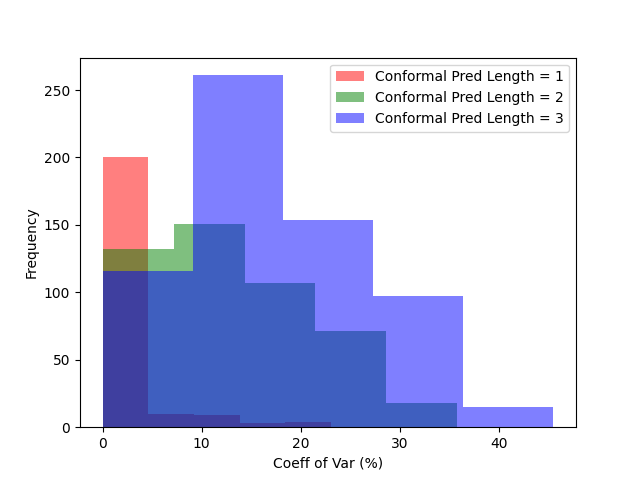 Conformal Pred Length = 1
Conformal Pred Length = 2
Conformal Pred Length = 3
250
200
150
100
50
0
Frequency
0 10 20 30 40
Coeff of Var (%)